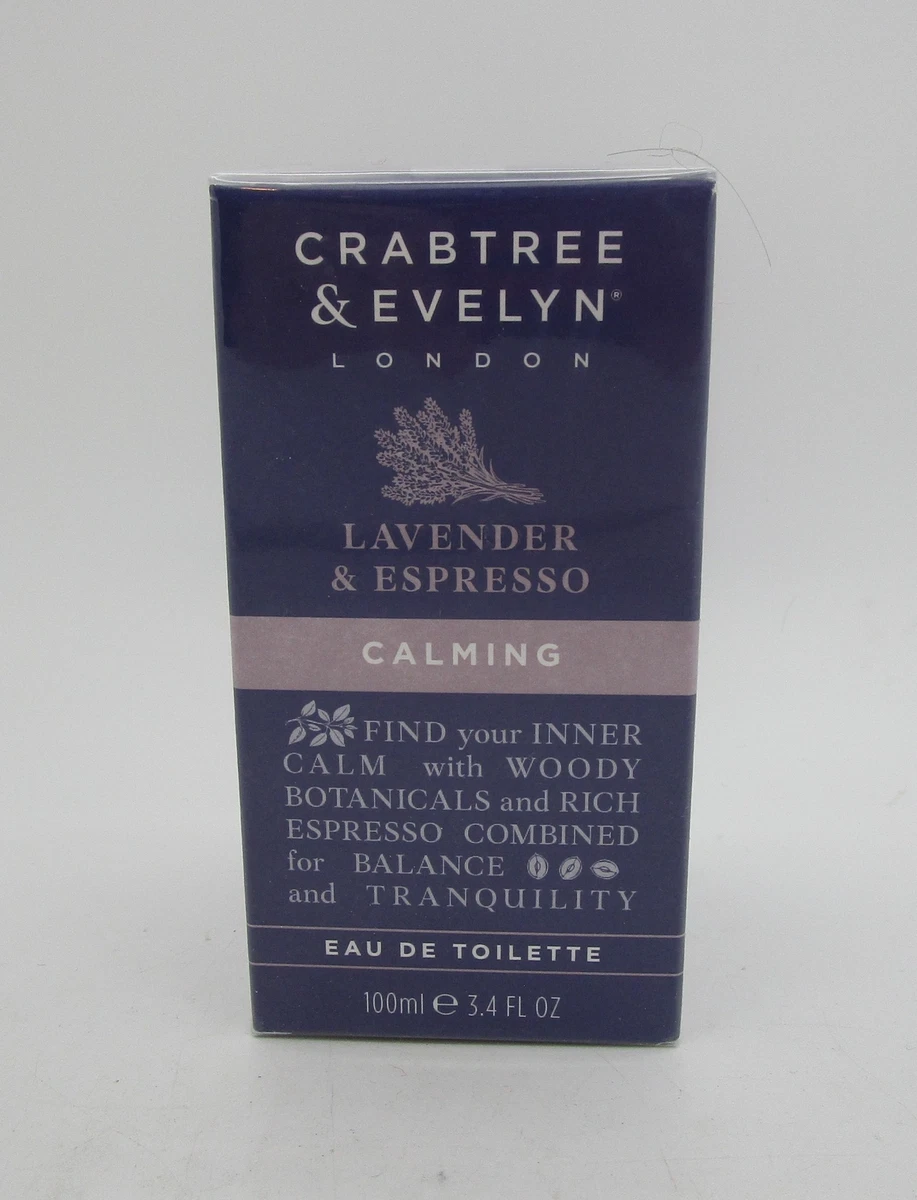 CRABTREE
& EVELYN®
LONDON
LAVENDER
& ESPRESSO
CALMING
FIND your INNER
CALM with WOODY
BOTANICALS and RICH
ESPRESSO COMBINED
for BALANCE
and TRANQUILITY
EAU DE TOILETTE
100ml ℮ 3.4 FL OZ